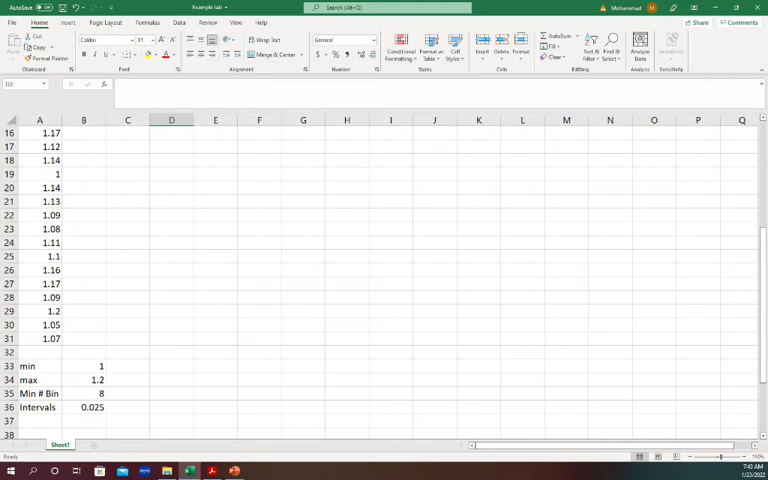 AutoSave Off Example lab Search (Alt+Q) Mohammad M
File Home Insert Page Layout Formulas Data Review View Help Share Comments
Paste Cut Copy Format Painter Clipboard
Calibri 11 B I U Font
Wrap Text Merge & Center Alignment
General $ % Number
Conditional Formatting Format as Table Cell Styles Styles
Insert Delete Format Cells
AutoSum Fill Clear Sort & Filter Find & Select Editing
Analyze Data Analysis
Sensitivity Sensitivity
D2 fx
A B C D E F G H I J K L M N O P Q
16 1.17
17 1.12
18 1.14
19 1
20 1.14
21 1.13
22 1.09
23 1.08
24 1.11
25 1.1
26 1.16
27 1.17
28 1.09
29 1.2
30 1.05
31 1.07
32
33 min 1
34 max 1.2
35 Min # Bin 8
36 Intervals 0.025
37
38
Sheet1
Ready 150%
7:43 AM
1/23/2022